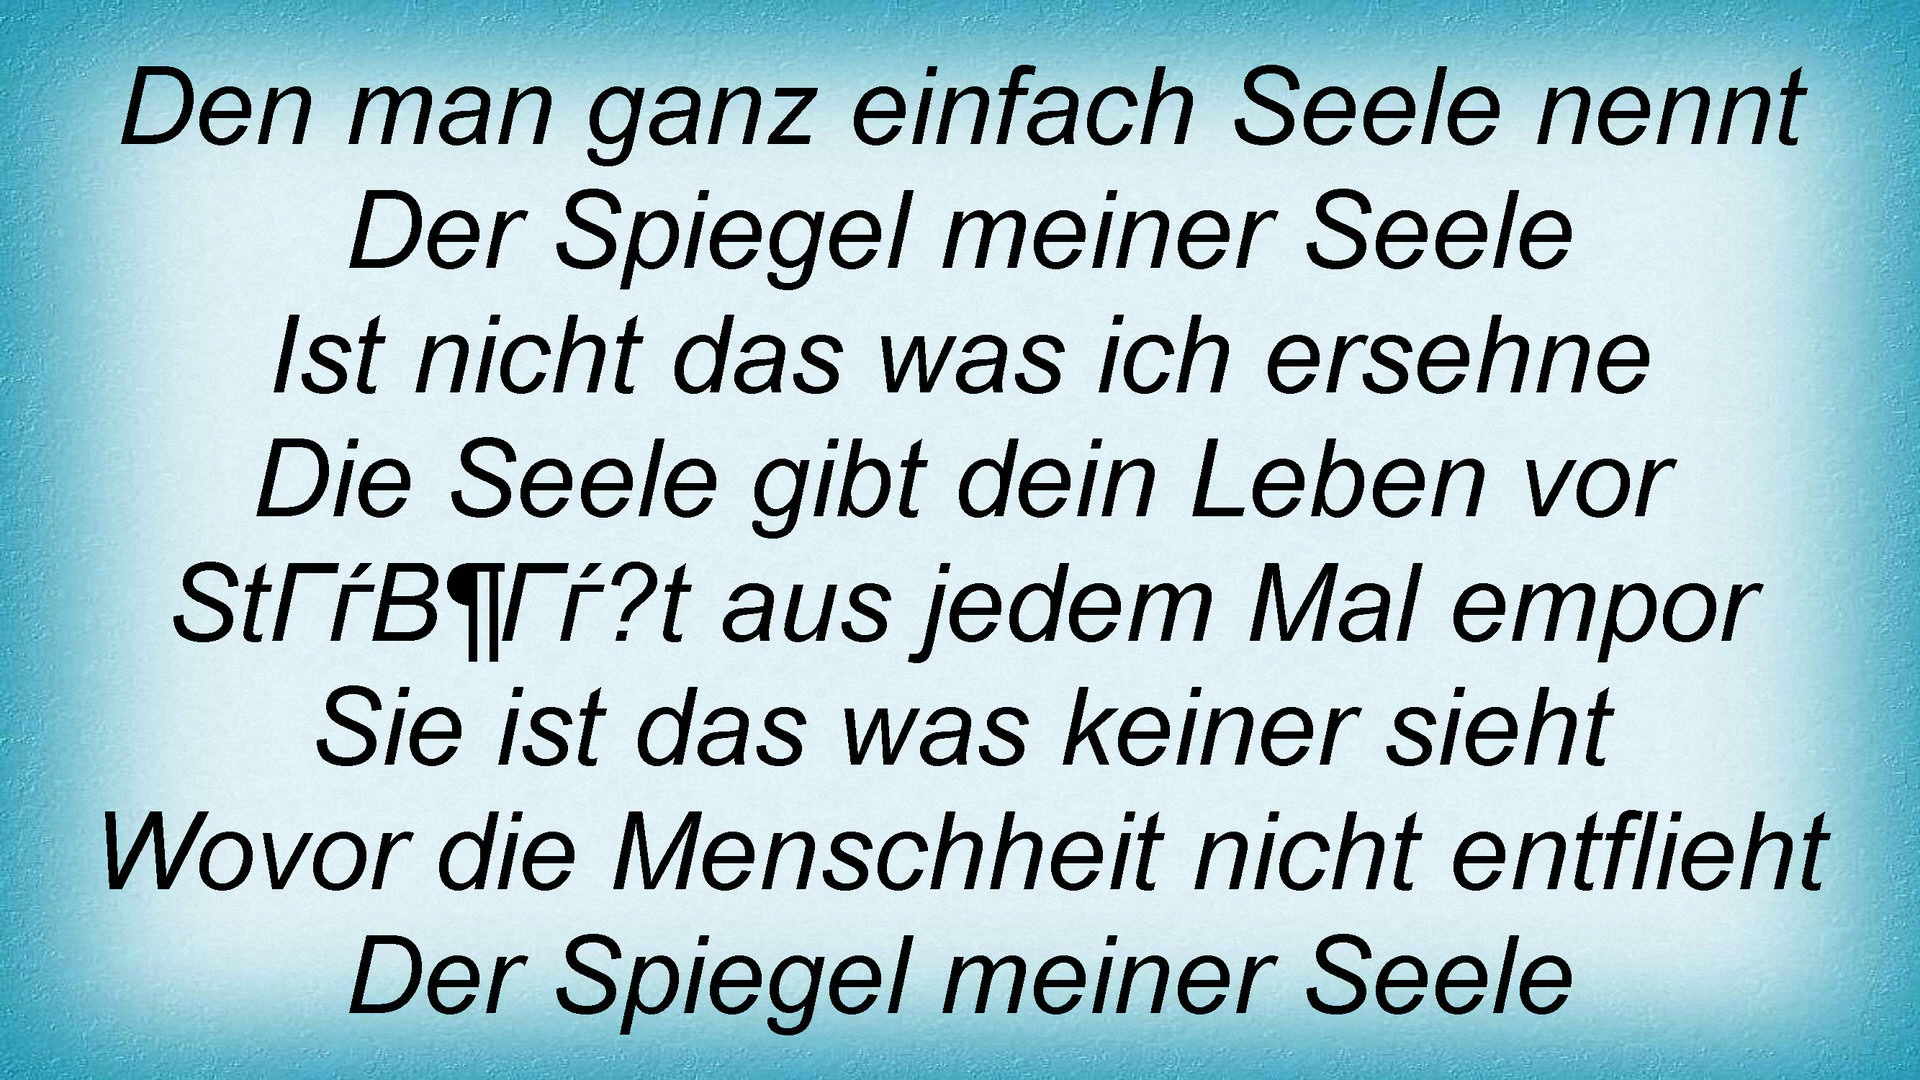 Den man ganz einfach Seele nennt
Der Spiegel meiner Seele
Ist nicht das was ich ersehne
Die Seele gibt dein Leben vor
StГѓВ¶Гѓ?t aus jedem Mal empor
Sie ist das was keiner sieht
Wovor die Menschheit nicht entflieht
Der Spiegel meiner Seele